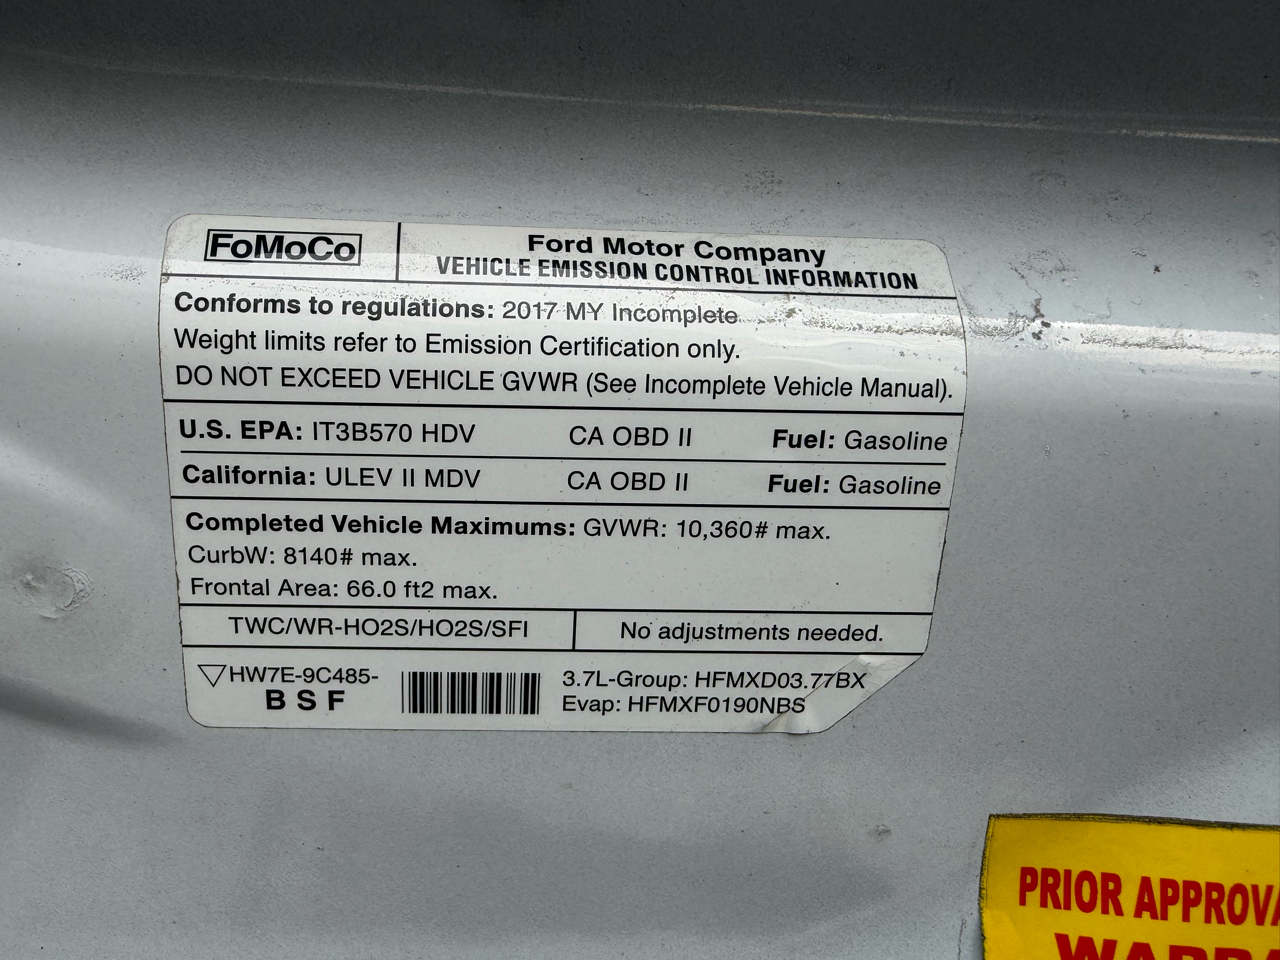 FoMoCo
Ford Motor Company
VEHICLE EMISSION CONTROL INFORMATION
Conforms to regulations: 2017 MY Incomplete
Weight limits refer to Emission Certification only.
DO NOT EXCEED VEHICLE GVWR (See Incomplete Vehicle Manual).
U.S. EPA: IT3B570 HDV CA OBD II Fuel: Gasoline
California: ULEV II MDV CA OBD II Fuel: Gasoline
Completed Vehicle Maximums: GVWR: 10,360# max.
CurbW: 8140# max.
Frontal Area: 66.0 ft2 max.
TWC/WR-HO2S/HO2S/SFI No adjustments needed.
HW7E-9C485-
B S F
3.7L-Group: HFMXD03.77BX
Evap: HFMXF0190NBS
PRIOR